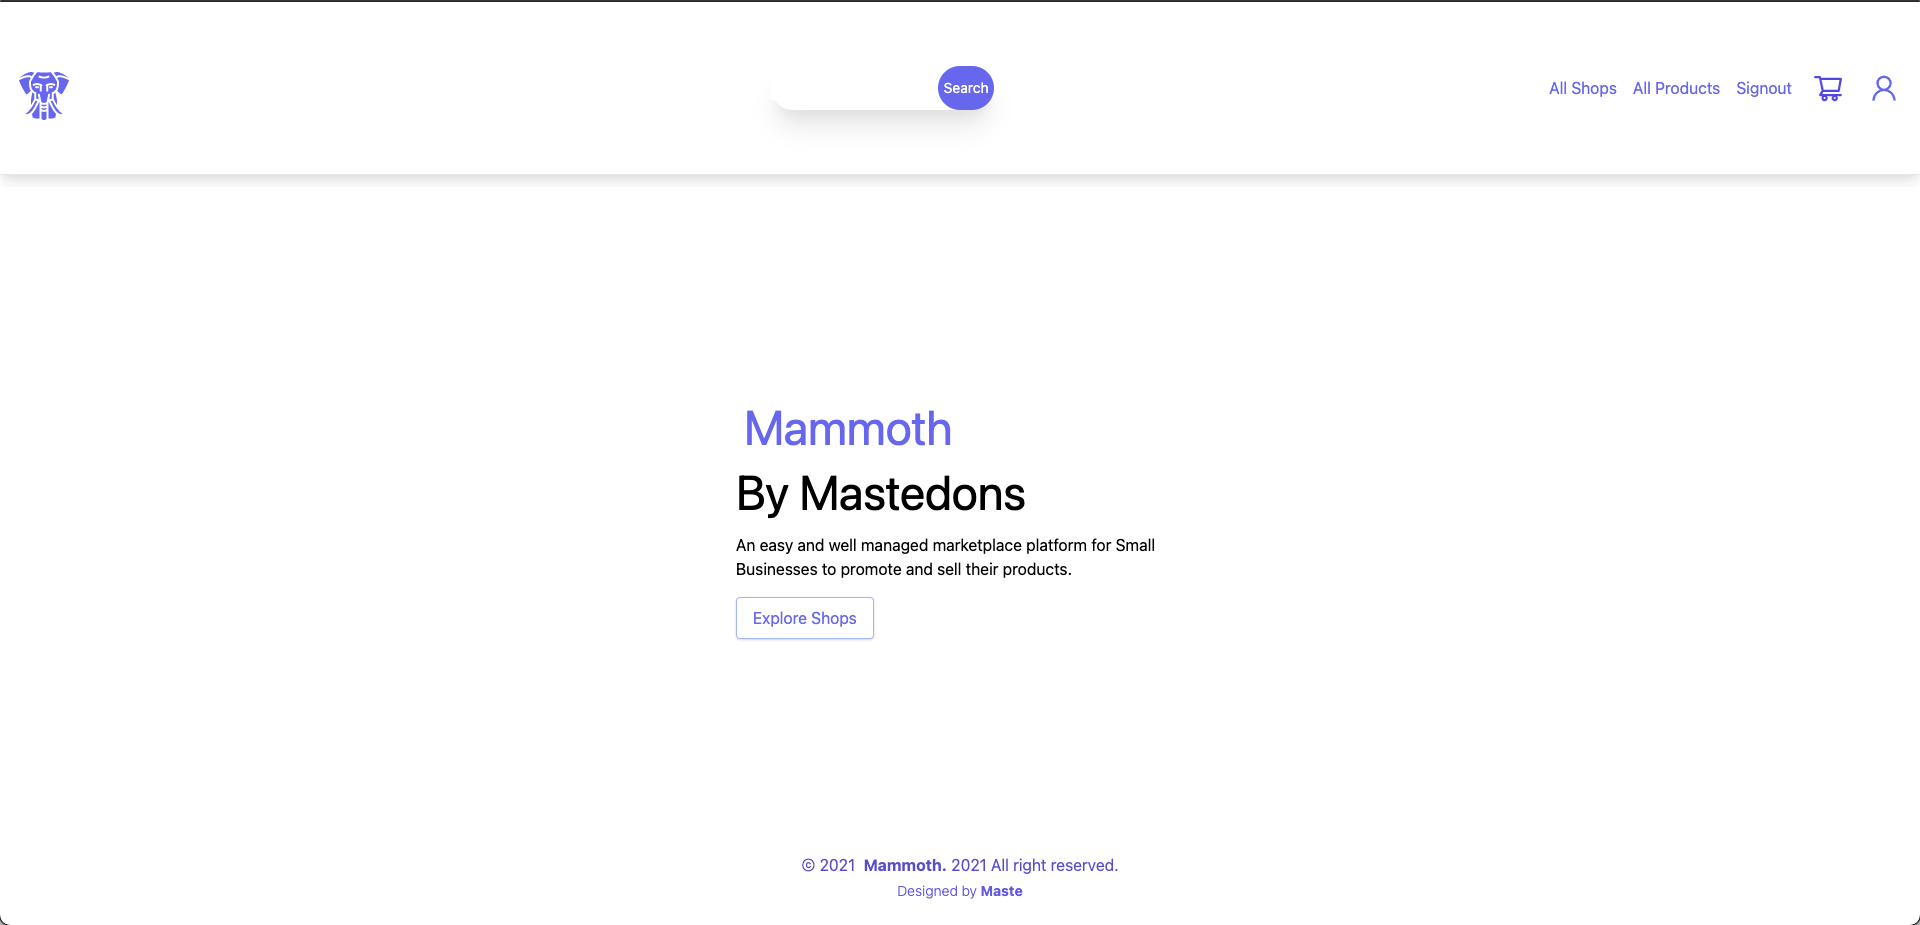 Search
All Shops
All Products
Signout
Mammoth
By Mastedons
An easy and well managed marketplace platform for Small
Businesses to promote and sell their products.
Explore Shops
© 2021 Mammoth. 2021 All right reserved.
Designed by Maste